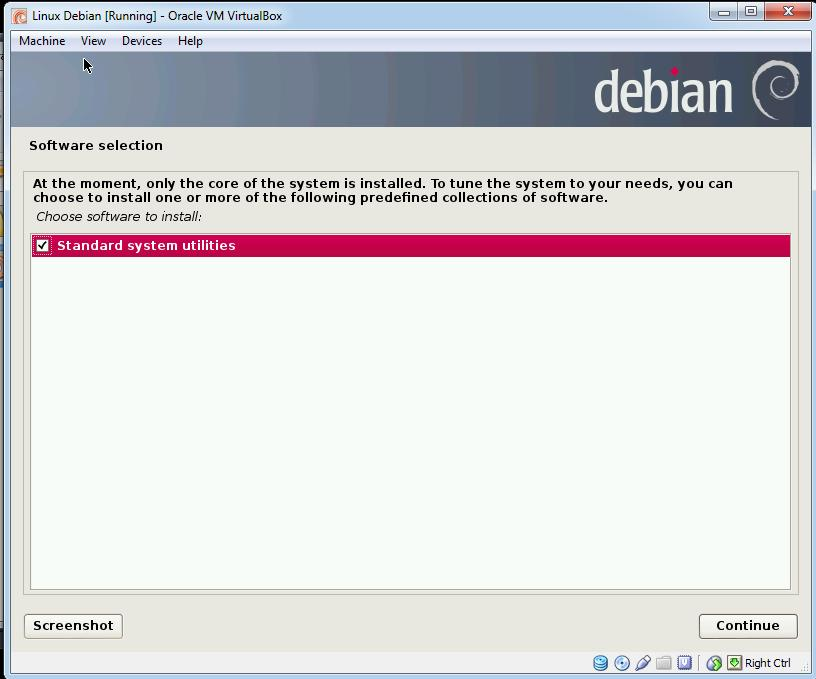 Linux Debian [Running] - Oracle VM VirtualBox
Machine View Devices Help
debian
Software selection
At the moment, only the core of the system is installed. To tune the system to your needs, you can
choose to install one or more of the following predefined collections of software.
Choose software to install:
Standard system utilities
Screenshot Continue
Right Ctrl